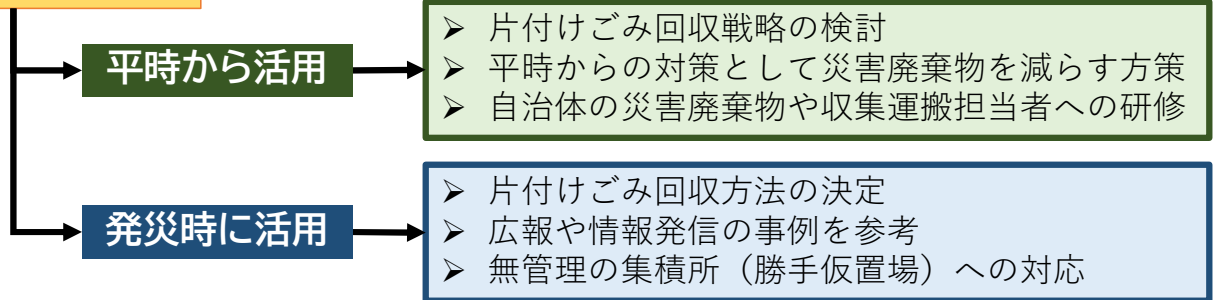 平時から活用
➢ 片付けごみ回収戦略の検討
➢ 平時からの対策として災害廃棄物を減らす方策
➢ 自治体の災害廃棄物や収集運搬担当者への研修
発災時に活用
➢ 片付けごみ回収方法の決定
➢ 広報や情報発信の事例を参考
➢ 無管理の集積所（勝手仮置場）への対応